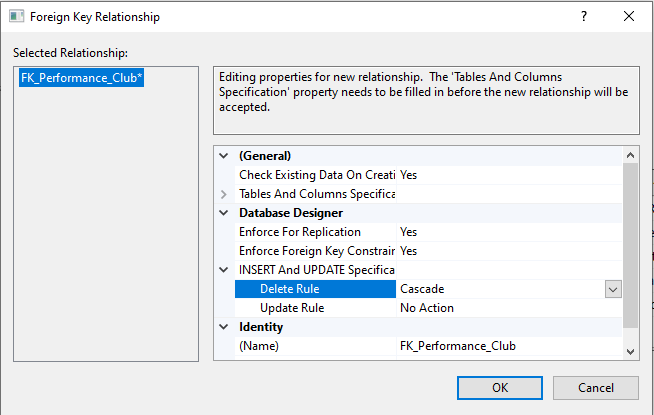 Foreign Key Relationship
Selected Relationship:
FK_Performance_Club*
Editing properties for new relationship. The 'Tables And Columns
Specification' property needs to be filled in before the new relationship will be
accepted.
(General)
Check Existing Data On Creati Yes
Tables And Columns Specifica
Database Designer
Enforce For Replication Yes
Enforce Foreign Key Constrair Yes
INSERT And UPDATE Specifica
Delete Rule Cascade
Update Rule No Action
Identity
(Name) FK_Performance_Club
OK Cancel